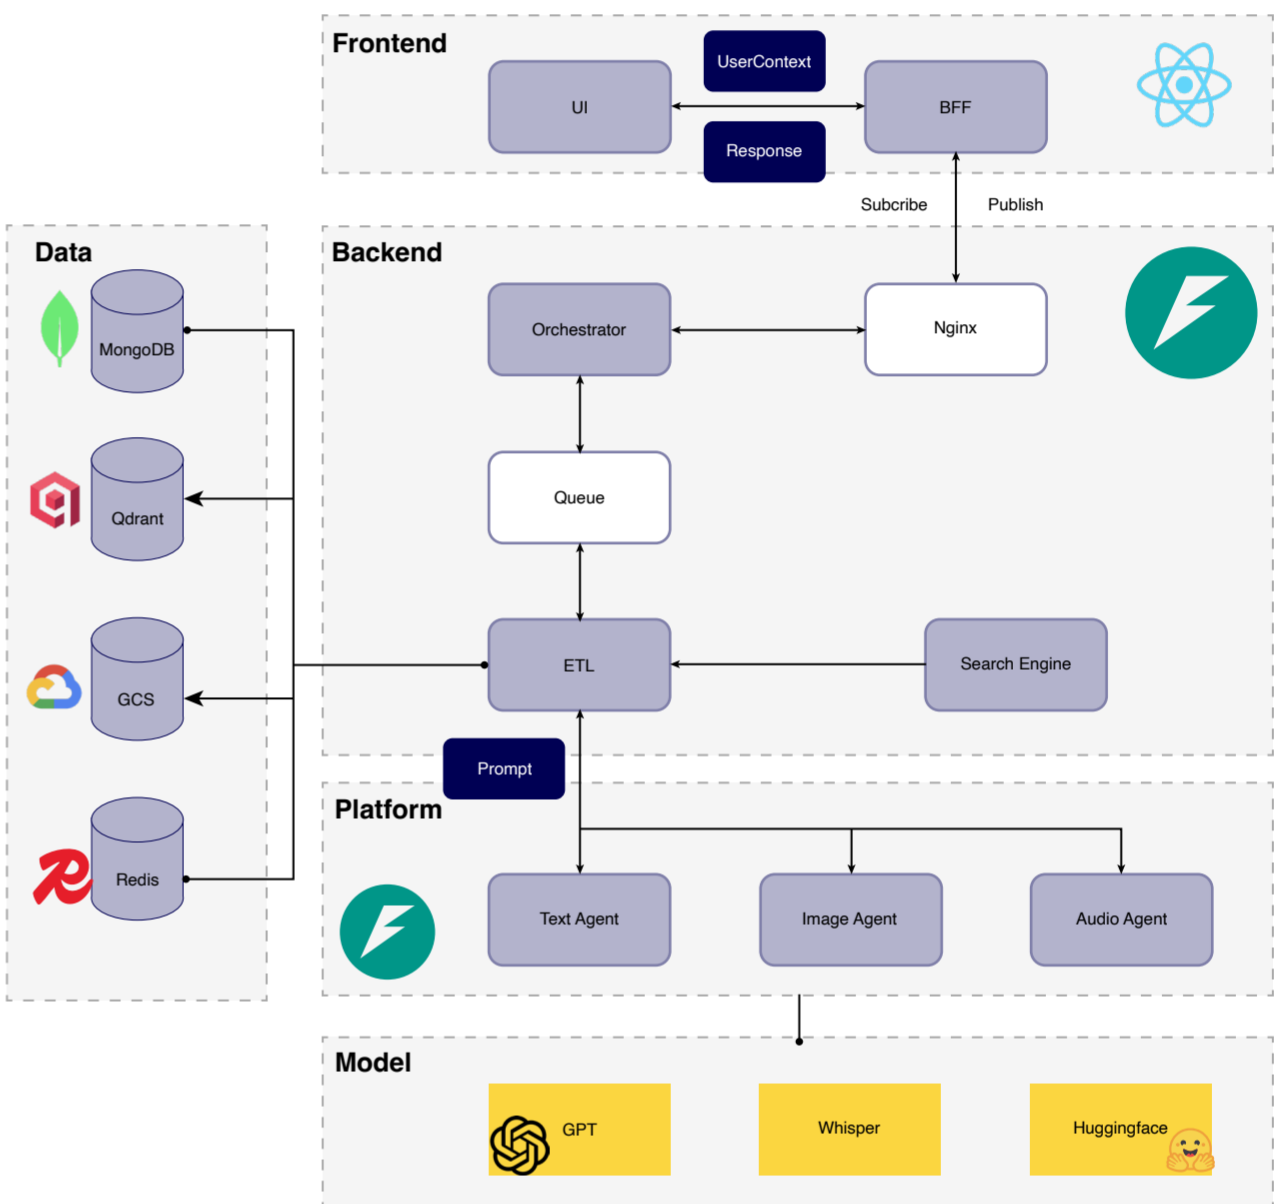 Frontend
UserContext
UI
BFF
Response
Subcribe
Publish
Data
MongoDB
Qdrant
GCS
Redis
Backend
Orchestrator
Nginx
Queue
ETL
Search Engine
Prompt
Platform
Text Agent
Image Agent
Audio Agent
Model
GPT
Whisper
Huggingface